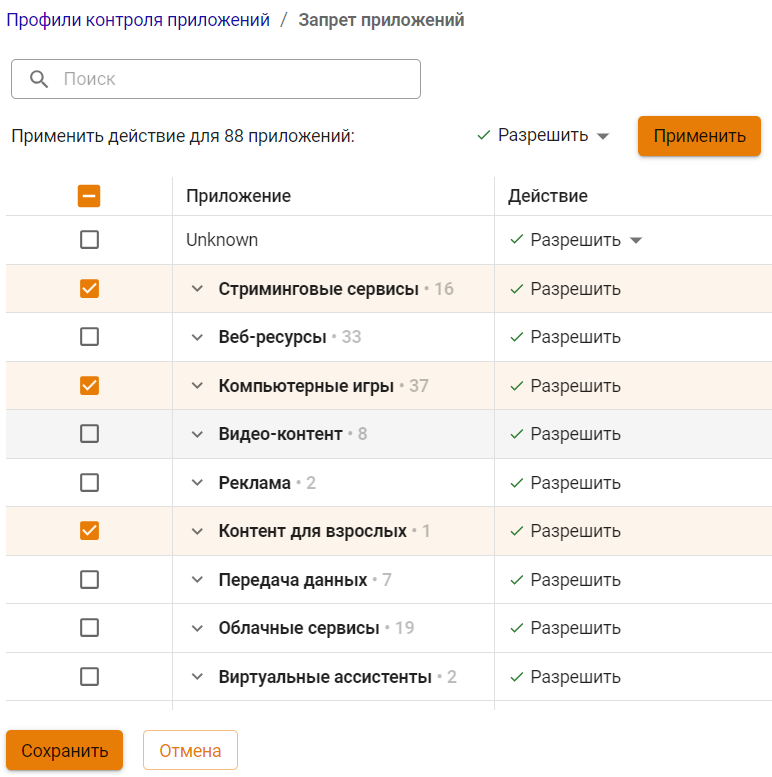 Профили контроля приложений / Запрет приложений
Поиск
Применить действие для 88 приложений: Разрешить Применить
Приложение Действие
Unknown Разрешить
Стриминговые сервисы • 16 Разрешить
Веб-ресурсы • 33 Разрешить
Компьютерные игры • 37 Разрешить
Видео-контент • 8 Разрешить
Реклама • 2 Разрешить
Контент для взрослых • 1 Разрешить
Передача данных • 7 Разрешить
Облачные сервисы • 19 Разрешить
Виртуальные ассистенты • 2 Разрешить
Сохранить Отмена